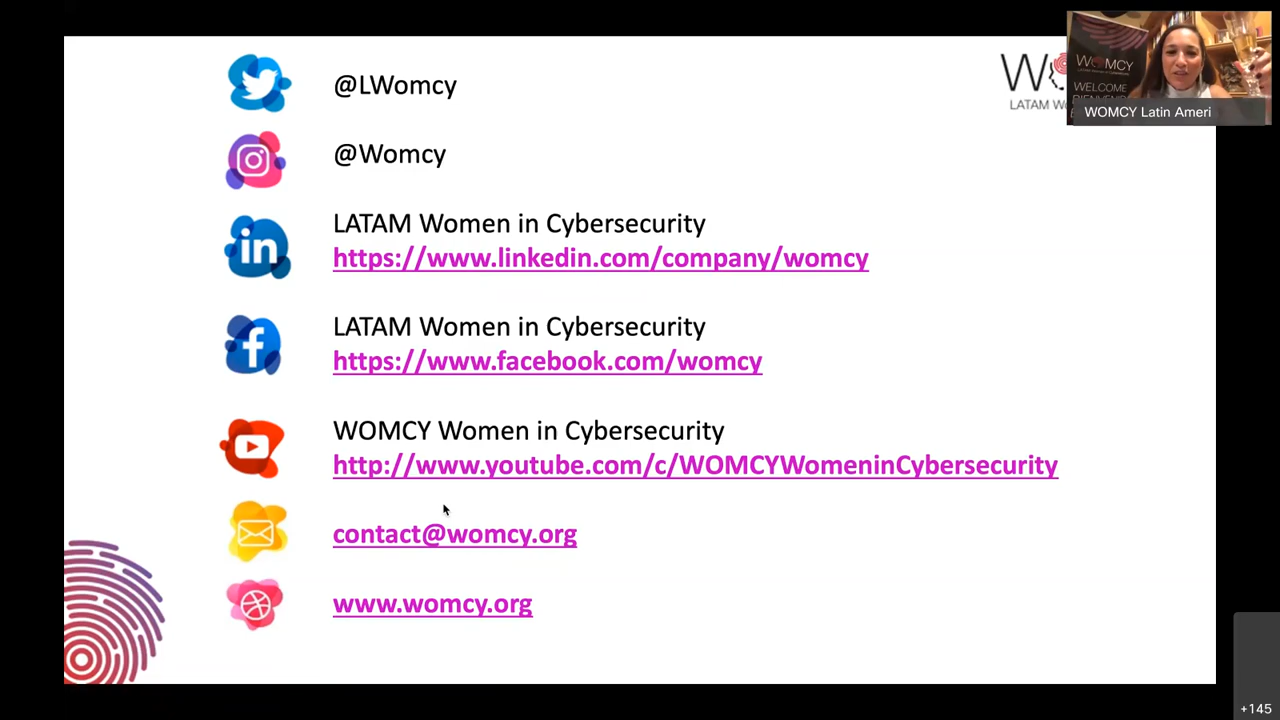 @LWomcy
@Womcy
LATAM Women in Cybersecurity
https://www.linkedin.com/company/womcy
LATAM Women in Cybersecurity
https://www.facebook.com/womcy
WOMCY Women in Cybersecurity
http://www.youtube.com/c/WOMCYWomeninCybersecurity
contact@womcy.org
www.womcy.org
LATAM
WOMCY
WELCOME
WOMCY Latin Ameri
+145